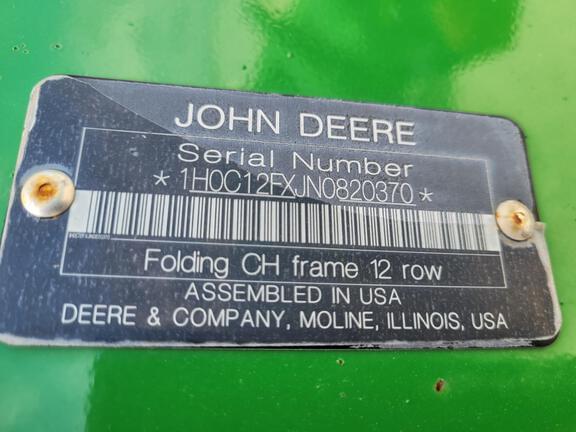 JOHN DEERE
Serial Number
*1H0C12FXJN0820370*
Folding CH frame 12 row
ASSEMBLED IN USA
DEERE & COMPANY, MOLINE, ILLINOIS, USA